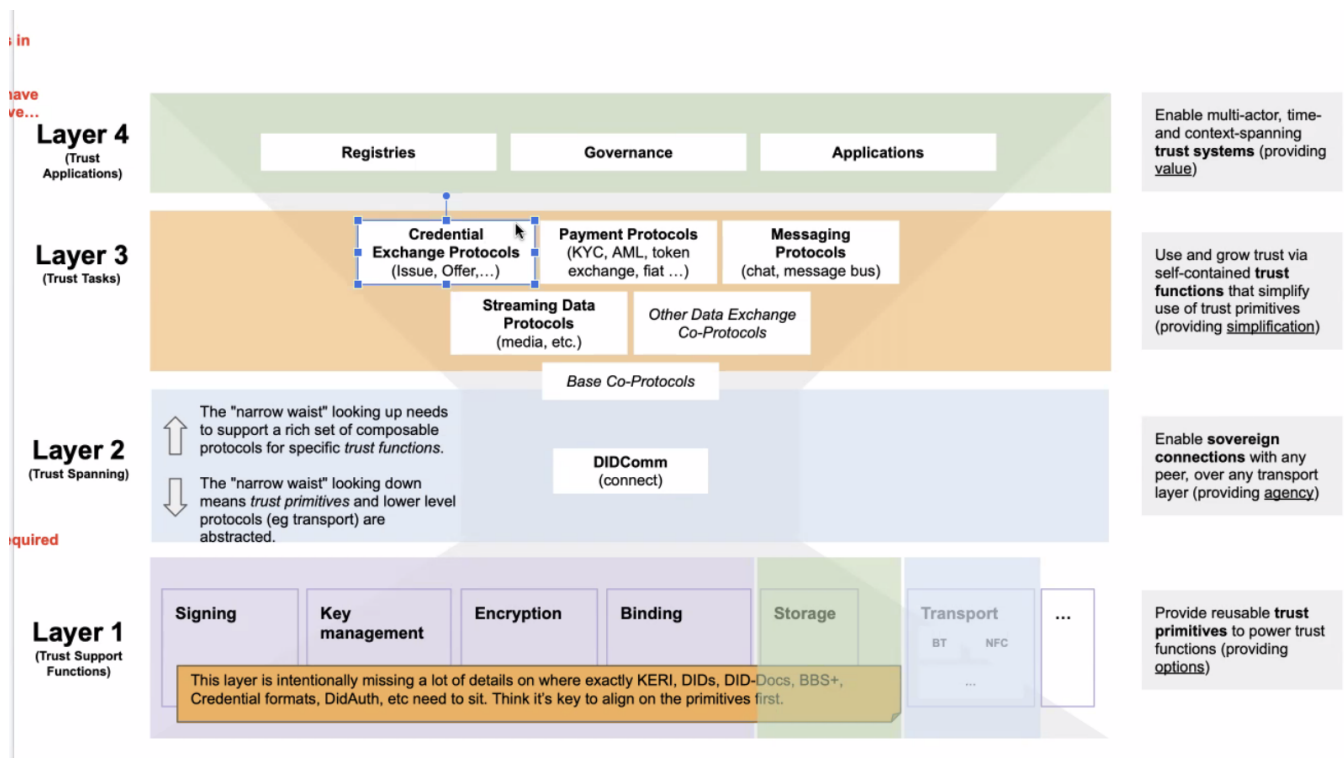 s in
have
ve...
Layer 4
(Trust
Applications)
Registries
Governance
Applications
Enable multi-actor, time-
and context-spanning
trust systems (providing
value)
Layer 3
(Trust Tasks)
Credential
Exchange Protocols
(Issue, Offer,...)
Payment Protocols
(KYC, AML, token
exchange, fiat ...)
Messaging
Protocols
(chat, message bus)
Streaming Data
Protocols
(media, etc.)
Other Data Exchange
Co-Protocols
Base Co-Protocols
Use and grow trust via
self-contained trust
functions that simplify
use of trust primitives
(providing simplification)
Layer 2
(Trust Spanning)
The "narrow waist" looking up needs
to support a rich set of composable
protocols for specific trust functions.
The "narrow waist" looking down
means trust primitives and lower level
protocols (eg transport) are
abstracted.
DIDComm
(connect)
Enable sovereign
connections with any
peer, over any transport
layer (providing agency)
equired
Layer 1
(Trust Support
Functions)
Signing
Key
management
Encryption
Binding
Storage
Transport
BT
NFC
...
...
This layer is intentionally missing a lot of details on where exactly KERI, DIDs, DID-Docs, BBS+,
Credential formats, DidAuth, etc need to sit. Think it's key to align on the primitives first.
Provide reusable trust
primitives to power trust
functions (providing
options)